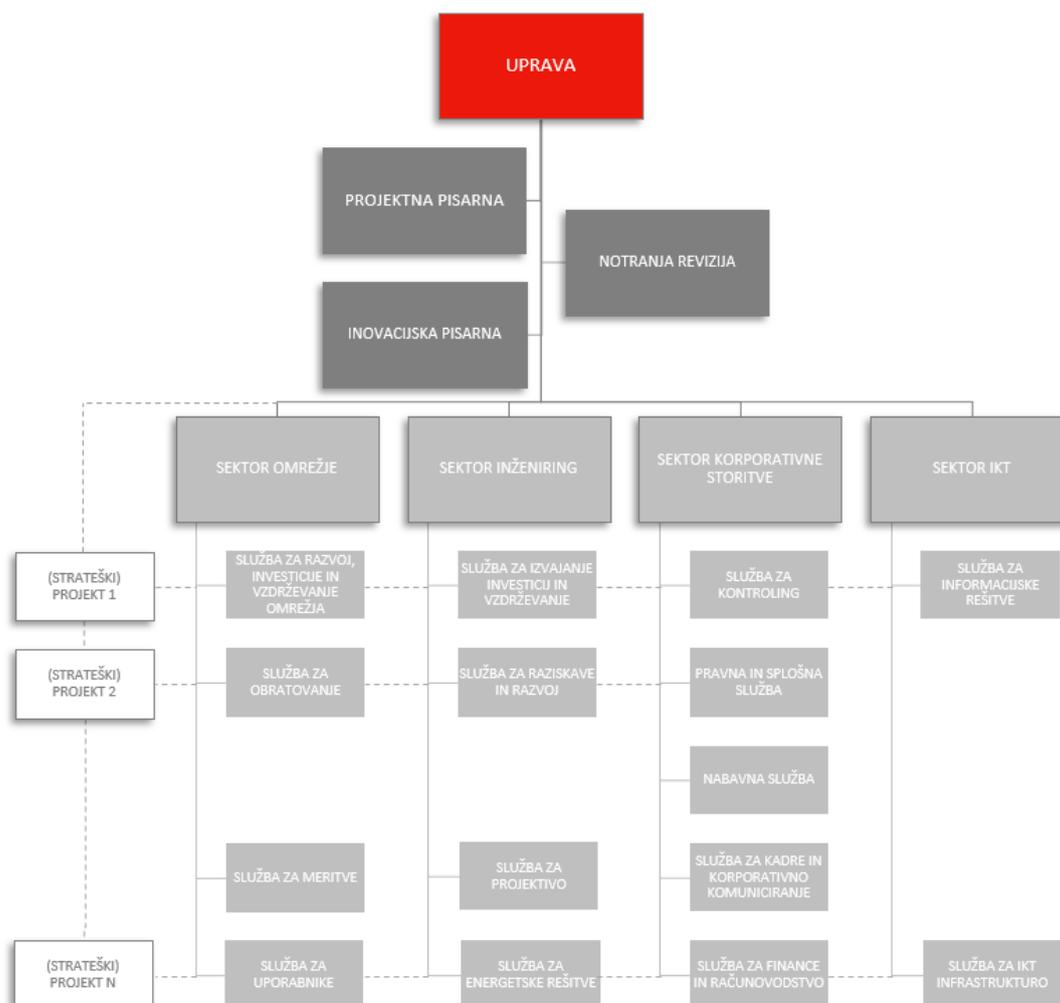 UPRAVA
PROJEKTNA PISARNA
NOTRANJA REVIZIJA
INOVACIJSKA PISARNA
SEKTOR OMREŽJE
SEKTOR INŽENIRING
SEKTOR KORPORATIVNE
STORITVE
SEKTOR IKT
(STRATEŠKI)
PROJEKT 1
SLUŽBA ZA RAZVOJ,
INVESTICIJE IN
VZDRŽEVANJE
OMREŽJA
SLUŽBA ZA IZVAJANJE
INVESTICIJ IN
VZDRŽEVANJE
SLUŽBA ZA
KONTROLING
SLUŽBA ZA
INFORMACIJSKE
REŠITVE
(STRATEŠKI)
PROJEKT 2
SLUŽBA ZA
OBRATOVANJE
SLUŽBA ZA RAZISKAVE
IN RAZVOJ
PRAVNA IN SPLOŠNA
SLUŽBA
NABAVNA SLUŽBA
SLUŽBA ZA MERITVE
SLUŽBA ZA
PROJEKTIVO
SLUŽBA ZA KADRE IN
KORPORATIVNO
KOMUNICIRANJE
(STRATEŠKI)
PROJEKT N
SLUŽBA ZA
UPORABNIKE
SLUŽBA ZA
ENERGETSKE REŠITVE
SLUŽBA ZA FINANCE
IN RAČUNOVODSTVO
SLUŽBA ZA IKT
INFRASTRUKTURO